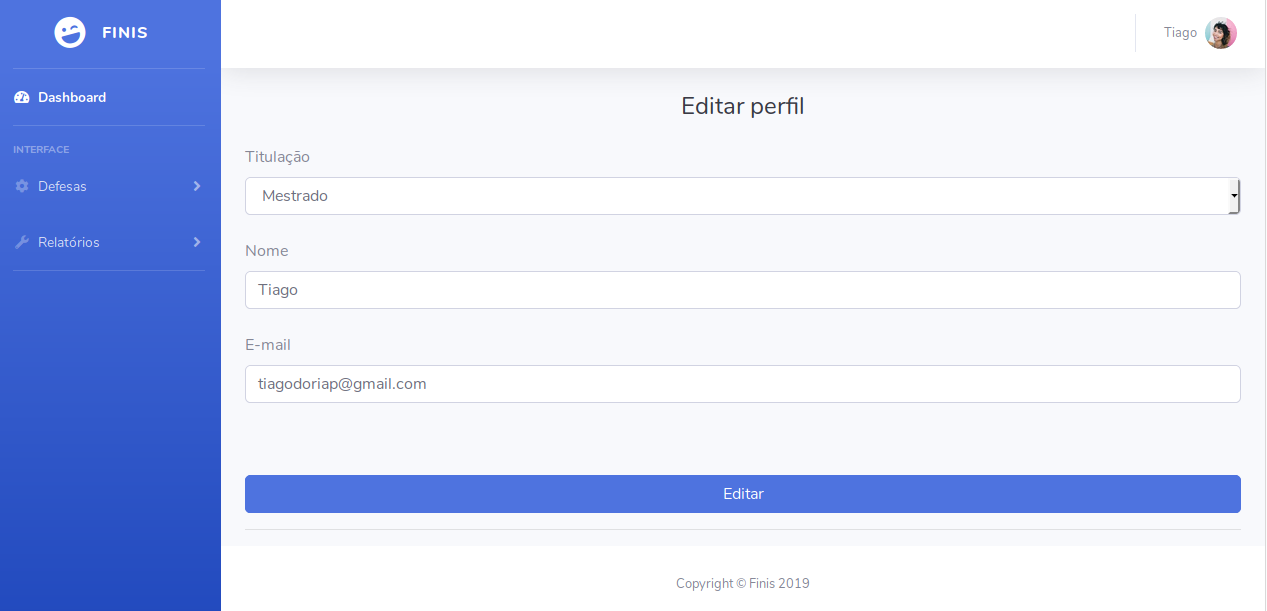 FINIS
Tiago
Dashboard
INTERFACE
Defesas
Relatórios
Editar perfil
Titulação
Mestrado
Nome
Tiago
E-mail
tiagodoriap@gmail.com
Editar
Copyright © Finis 2019